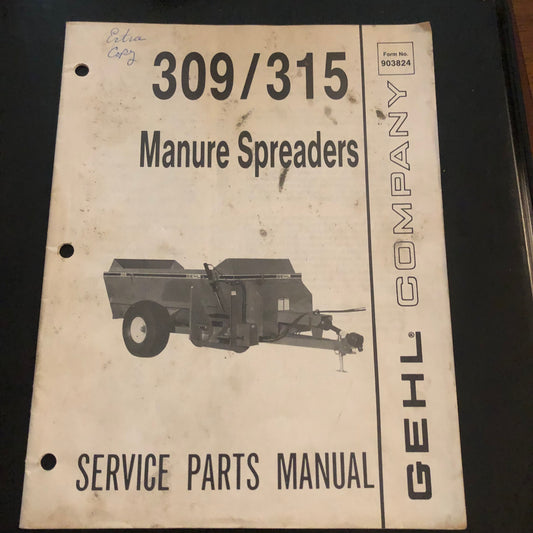 Extra
Copy
309/315
Manure Spreaders
Form No.
903824
GEHL® COMPANY
SERVICE PARTS MANUAL